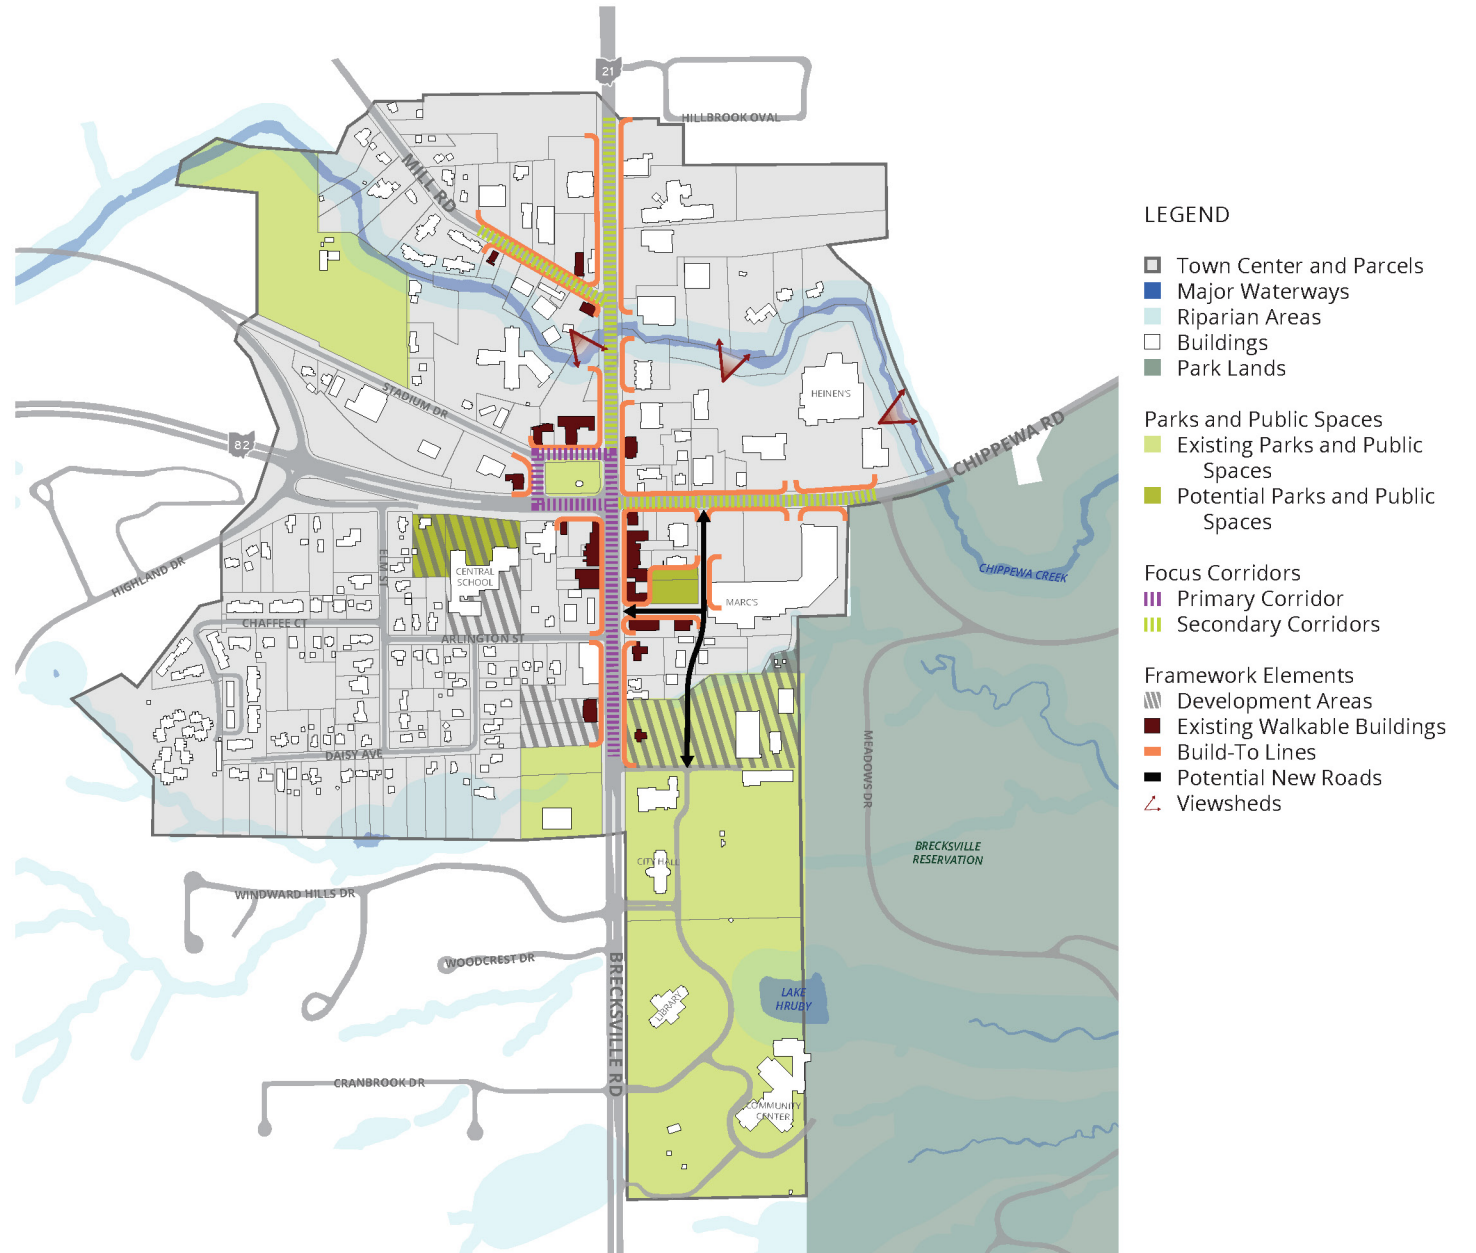 21
HILLBROOK OVAL
MILL RD
HEINEN'S
STADIUM DR
82
CHIPPEWA RD
HIGHLAND DR
ELM ST
CENTRAL
SCHOOL
CHIPPEWA CREEK
MARC'S
CHAFFEE CT
ARLINGTON ST
DAISY AVE
MEADOWS DR
BRECKSVILLE
RESERVATION
CITY HALL
WINDWARD HILLS DR
WOODCREST DR
BRECKSVILLE RD
LIBRARY
LAKE
HRUBY
CRANBROOK DR
COMMUNITY
CENTER
LEGEND
Town Center and Parcels
Major Waterways
Riparian Areas
Buildings
Park Lands
Parks and Public Spaces
Existing Parks and Public
Spaces
Potential Parks and Public
Spaces
Focus Corridors
Primary Corridor
Secondary Corridors
Framework Elements
Development Areas
Existing Walkable Buildings
Build-To Lines
Potential New Roads
Viewsheds